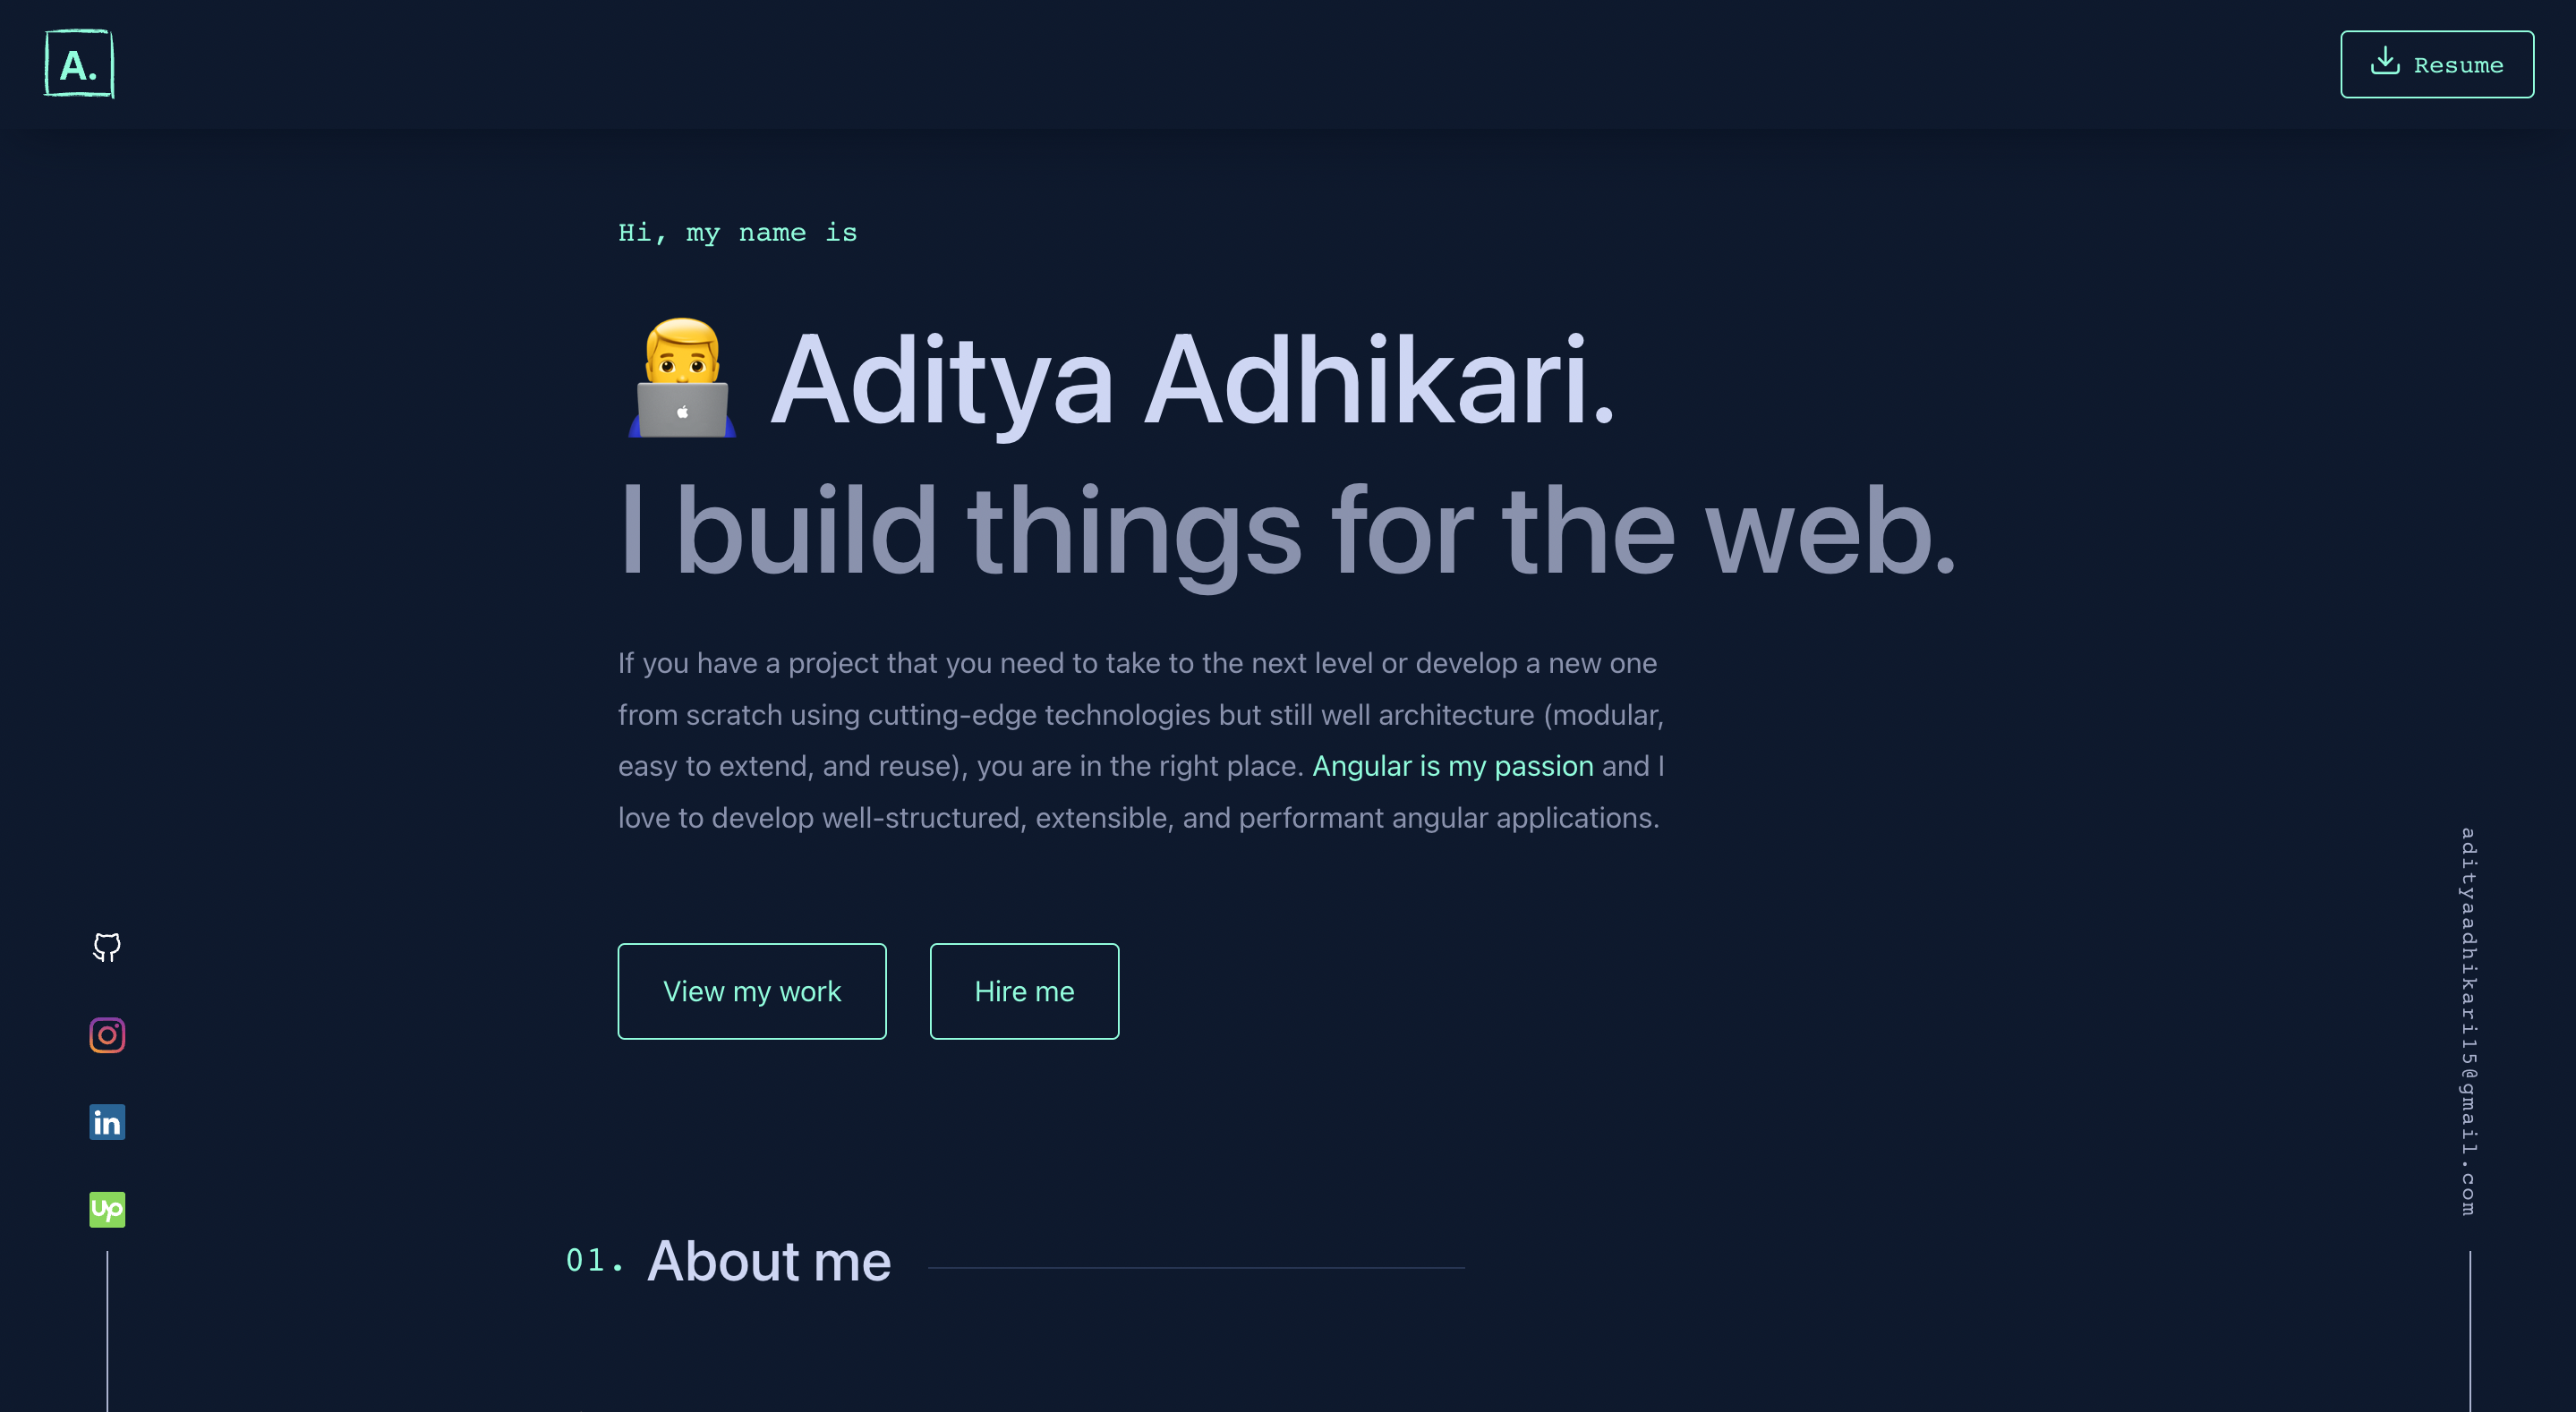 A.
Resume
Hi, my name is
Aditya Adhikari.
I build things for the web.
If you have a project that you need to take to the next level or develop a new one
from scratch using cutting-edge technologies but still well architecture (modular,
easy to extend, and reuse), you are in the right place. Angular is my passion and I
love to develop well-structured, extensible, and performant angular applications.
View my work
Hire me
in
Up
adityaadhikari15@gmail.com
01. About me